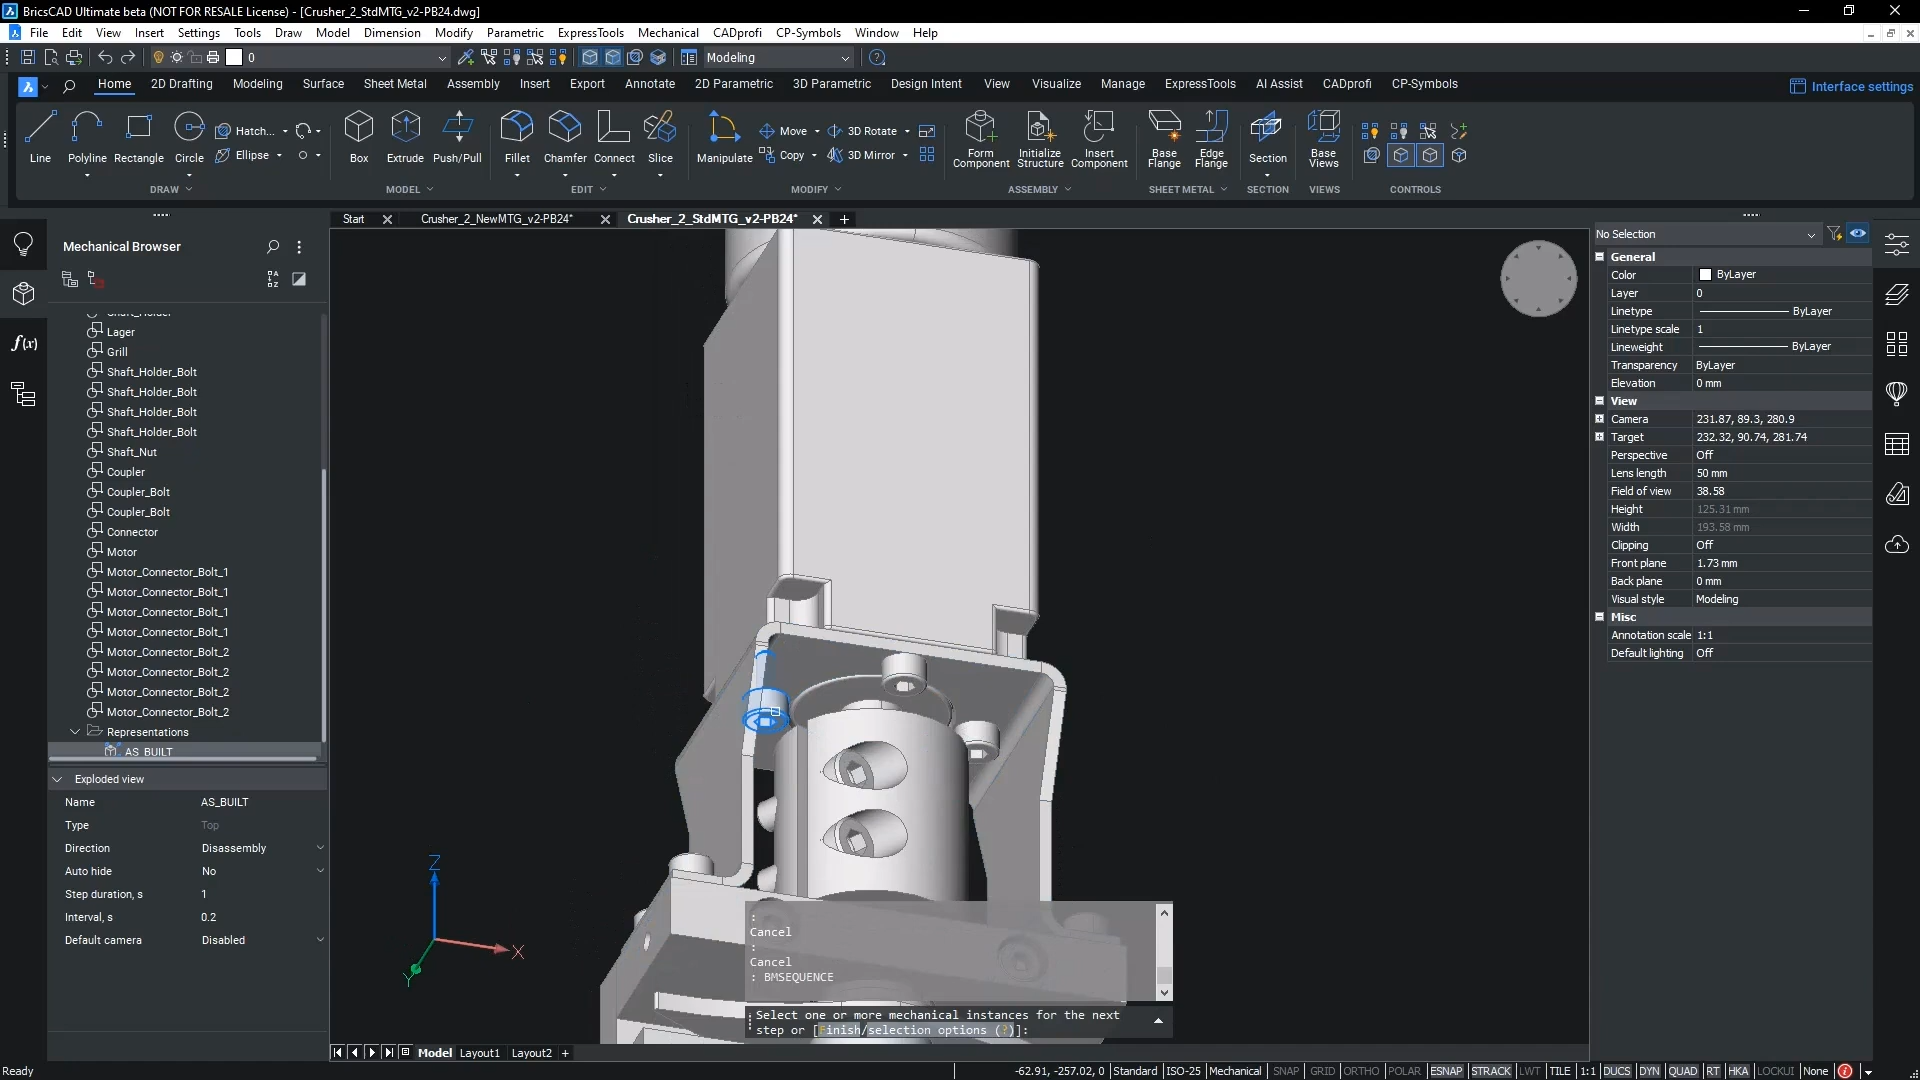 BricsCAD Ultimate beta (NOT FOR RESALE License) - [Crusher_2_StdMTG_v2-PB24.dwg]
File Edit View Insert Settings Tools Draw Model Dimension Modify Parametric ExpressTools Mechanical CADprofi CP-Symbols Window Help
0 Modeling
Home 2D Drafting Modeling Surface Sheet Metal Assembly Insert Export Annotate 2D Parametric 3D Parametric Design Intent View Visualize Manage ExpressTools AI Assist CADprofi CP-Symbols Interface settings
Hatch... Move 3D Rotate
Line Polyline Rectangle Circle Ellipse Box Extrude Push/Pull Fillet Chamfer Connect Slice Manipulate Copy 3D Mirror Form Component Initialize Structure Insert Component Base Flange Edge Flange Section Base Views
DRAW MODEL EDIT MODIFY ASSEMBLY SHEET METAL SECTION VIEWS CONTROLS
Start Crusher_2_NewMTG_v2-PB24* Crusher_2_StdMTG_v2-PB24*
Mechanical Browser
Lager
Grill
Shaft_Holder_Bolt
Shaft_Holder_Bolt
Shaft_Holder_Bolt
Shaft_Holder_Bolt
Shaft_Nut
Coupler
Coupler_Bolt
Coupler_Bolt
Connector
Motor
Motor_Connector_Bolt_1
Motor_Connector_Bolt_1
Motor_Connector_Bolt_1
Motor_Connector_Bolt_1
Motor_Connector_Bolt_2
Motor_Connector_Bolt_2
Motor_Connector_Bolt_2
Motor_Connector_Bolt_2
Representations
AS_BUILT
Exploded view
Name AS_BUILT
Type Top
Direction Disassembly
Auto hide No
Step duration, s 1
Interval, s 0.2
Default camera Disabled
Z
X
Y
:
Cancel
:
Cancel
: BMSEQUENCE
Select one or more mechanical instances for the next
step or [Finish/selection options (?)]:
No Selection
General
Color ByLayer
Layer 0
Linetype ByLayer
Linetype scale 1
Lineweight ByLayer
Transparency ByLayer
Elevation 0 mm
View
Camera 231.87, 89.3, 280.9
Target 232.32, 90.74, 281.74
Perspective Off
Lens length 50 mm
Field of view 38.58
Height 125.31 mm
Width 193.58 mm
Clipping Off
Front plane 1.73 mm
Back plane 0 mm
Visual style Modeling
Misc
Annotation scale 1:1
Default lighting Off
Model Layout1 Layout2 +
Ready -62.91, -257.02, 0 Standard ISO-25 Mechanical SNAP GRID ORTHO POLAR ESNAP STRACK LWT TILE 1:1 DUCS DYN QUAD RT HKA LOCKUI None